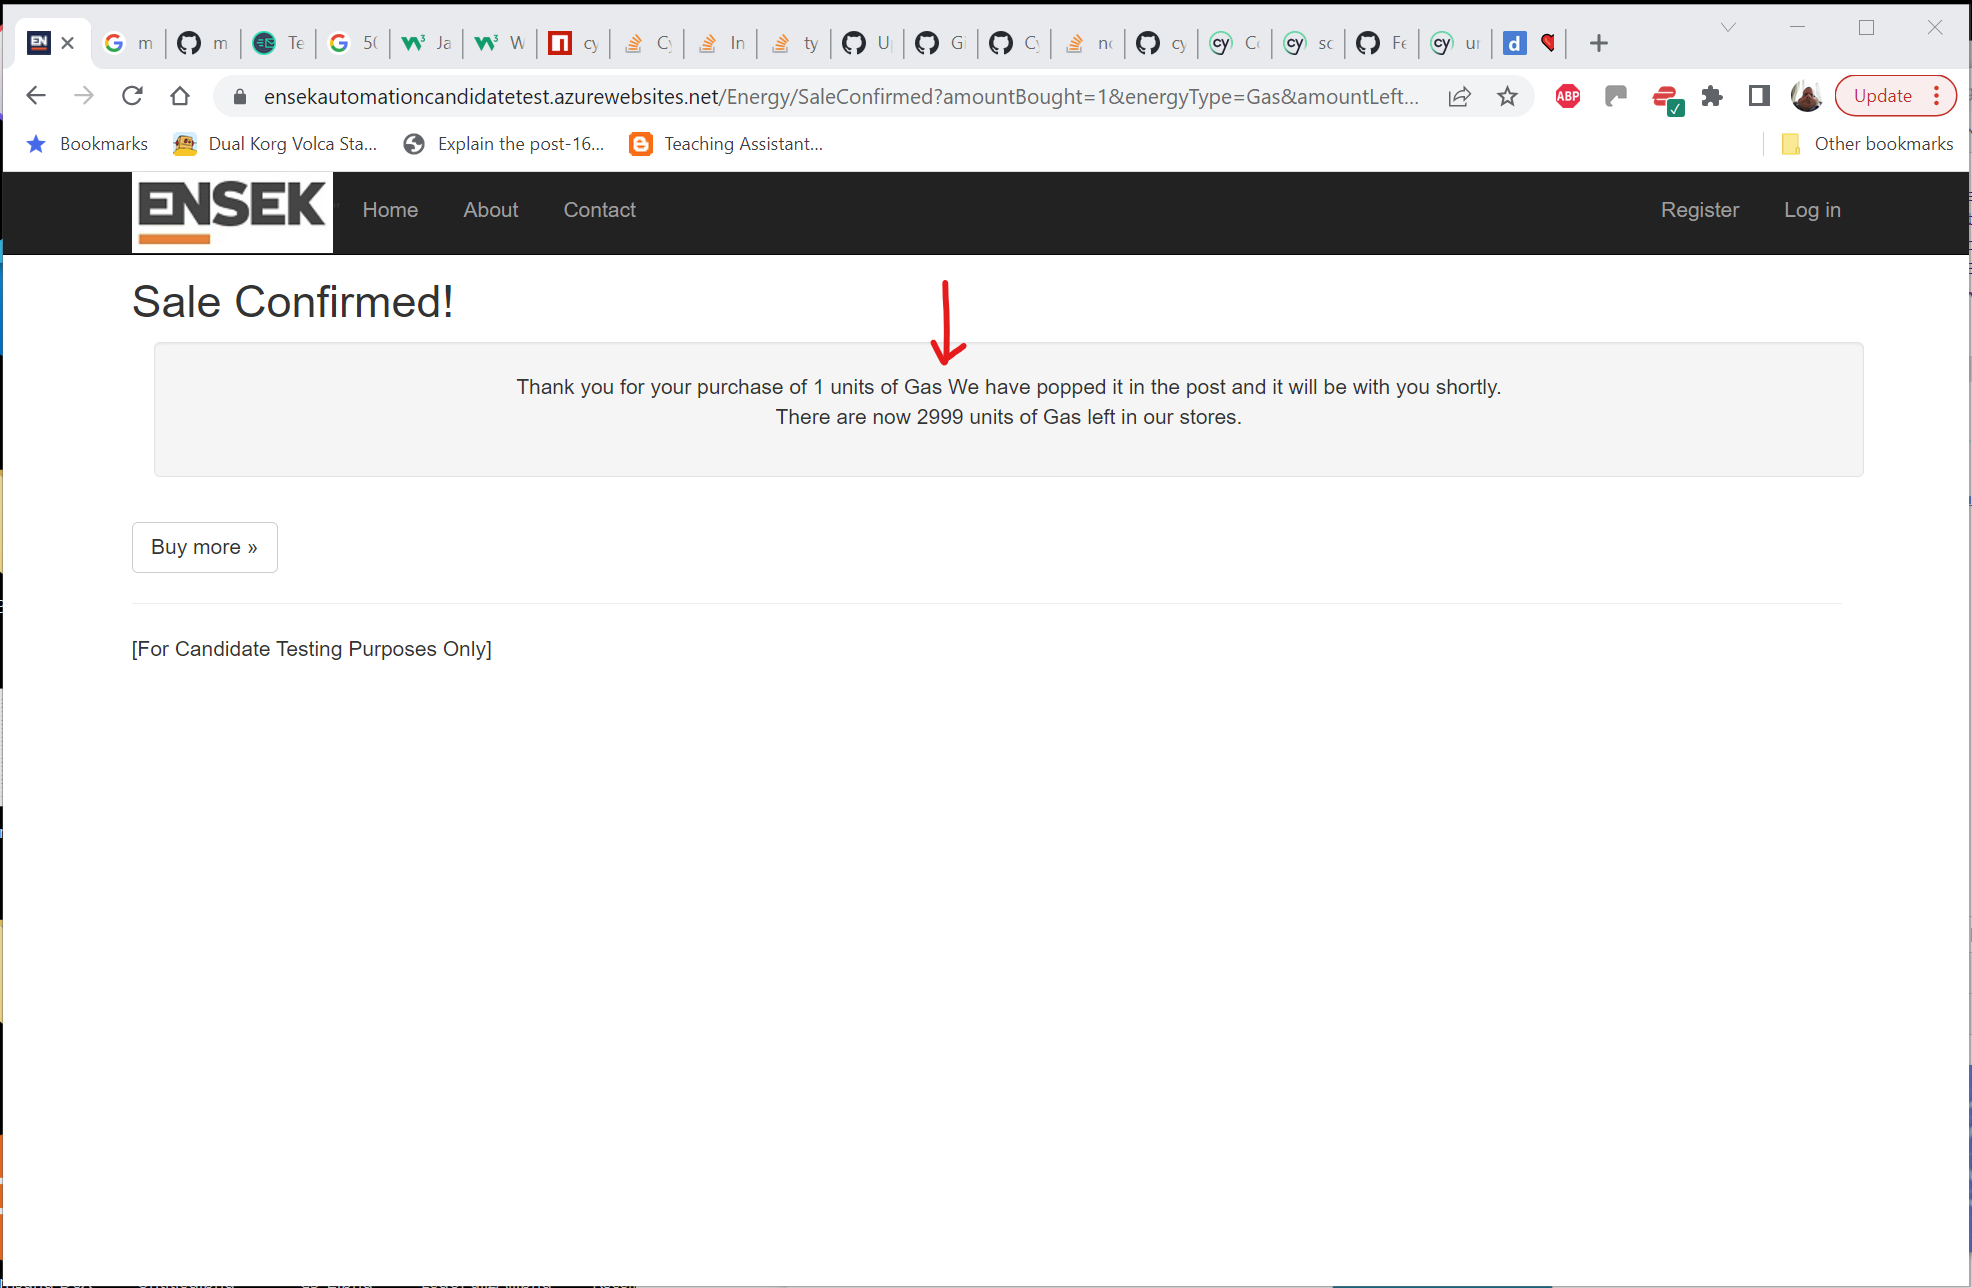 EN m m Te 50 Ja W cy In ty U cy so Fe ur d
ensekautomationcandidatetest.azurewebsites.net/Energy/SaleConfirmed?amountBought=1&energyType=Gas&amountLeft... ABP Update
Bookmarks Dual Korg Volca Sta... Explain the post-16... Teaching Assistant... Other bookmarks
ENSEK Home About Contact Register Log in
Sale Confirmed!
Thank you for your purchase of 1 units of Gas We have popped it in the post and it will be with you shortly.
There are now 2999 units of Gas left in our stores.
Buy more »
[For Candidate Testing Purposes Only]